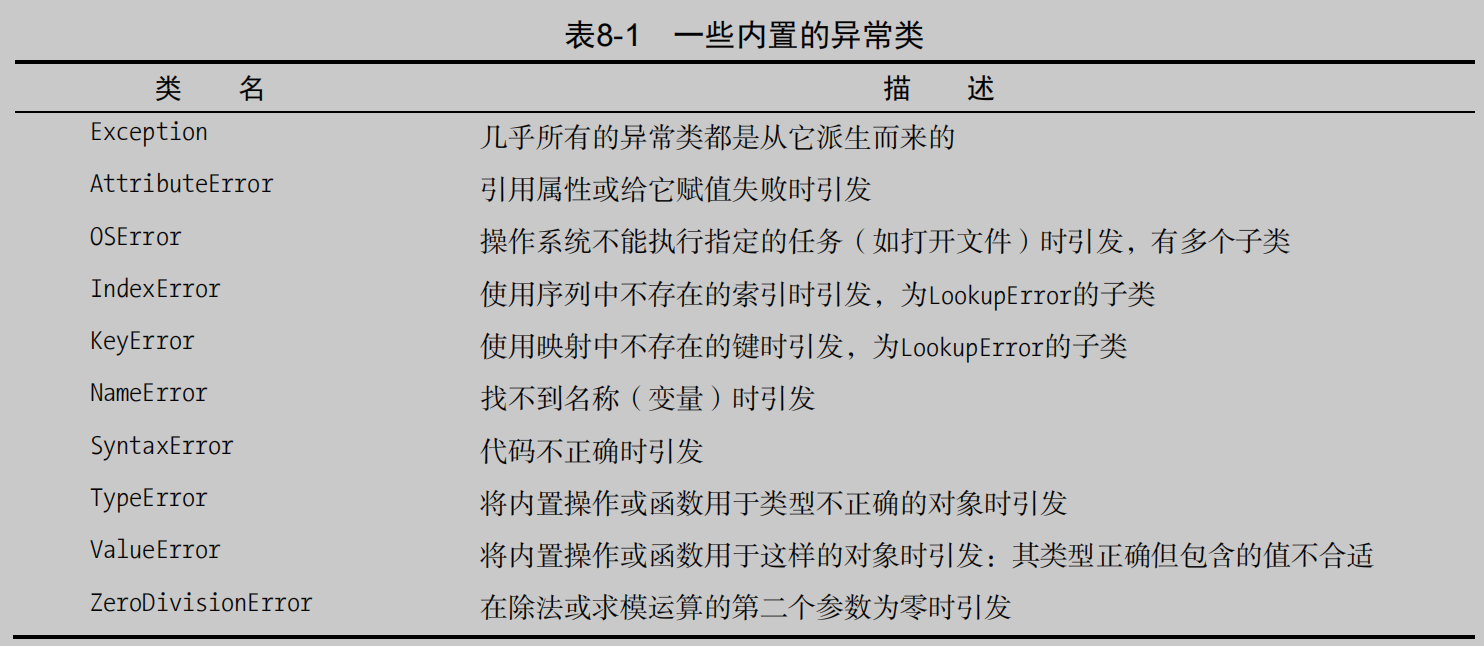 表8-1 一些内置的异常类
类 名 描 述
Exception 几乎所有的异常类都是从它派生而来的
AttributeError 引用属性或给它赋值失败时引发
OSError 操作系统不能执行指定的任务（如打开文件）时引发，有多个子类
IndexError 使用序列中不存在的索引时引发，为LookupError的子类
KeyError 使用映射中不存在的键时引发，为LookupError的子类
NameError 找不到名称（变量）时引发
SyntaxError 代码不正确时引发
TypeError 将内置操作或函数用于类型不正确的对象时引发
ValueError 将内置操作或函数用于这样的对象时引发：其类型正确但包含的值不合适
ZeroDivisionError 在除法或求模运算的第二个参数为零时引发